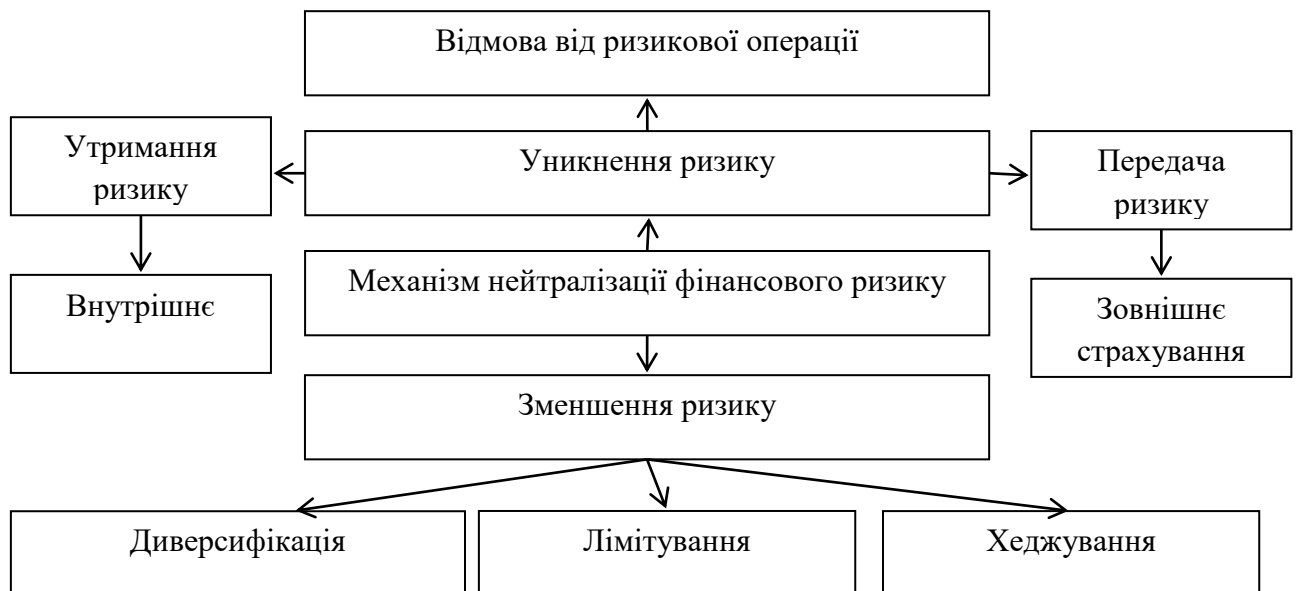 Відмова від ризикової операції
Утримання
ризику
Уникнення ризику
Передача
ризику
Механізм нейтралізації фінансового ризику
Внутрішнє
Зовнішнє
страхування
Зменшення ризику
Диверсифікація
Лімітування
Хеджування